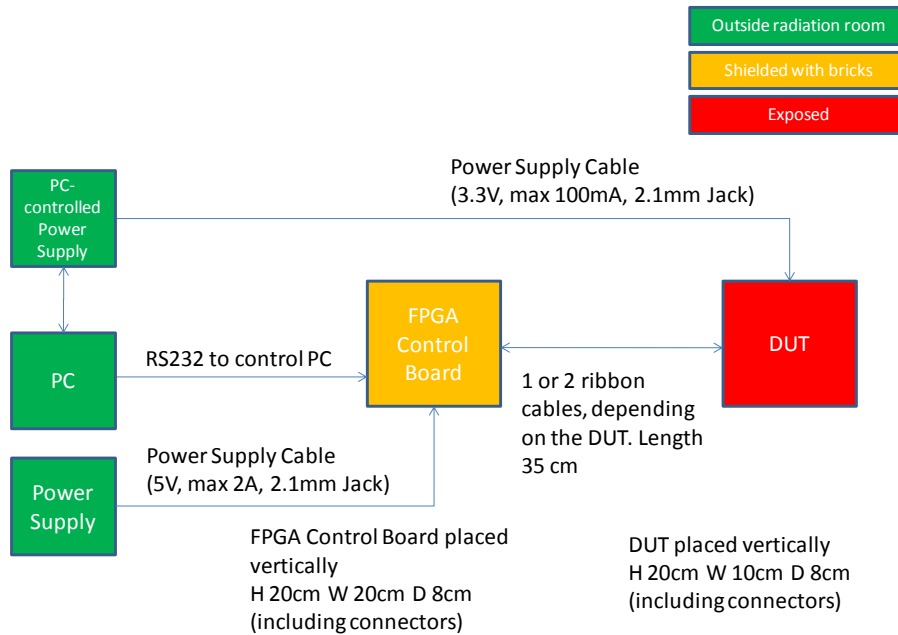 Outside radiation room
Shielded with bricks
Exposed
Power Supply Cable
(3.3V, max 100mA, 2.1mm Jack)
PC-
controlled
Power
Supply
FPGA
Control
Board
DUT
PC
RS232 to control PC
1 or 2 ribbon
cables, depending
on the DUT. Length
35 cm
Power Supply Cable
(5V, max 2A, 2.1mm Jack)
Power
Supply
FPGA Control Board placed
vertically
H 20cm W 20cm D 8cm
(including connectors)
DUT placed vertically
H 20cm W 10cm D 8cm
(including connectors)